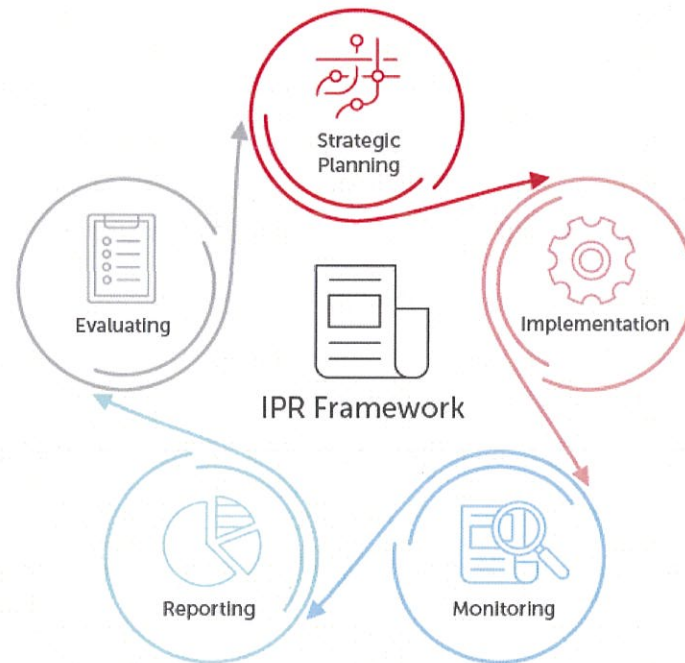 Strategic
Planning
Implementation
Monitoring
Reporting
Evaluating
IPR Framework